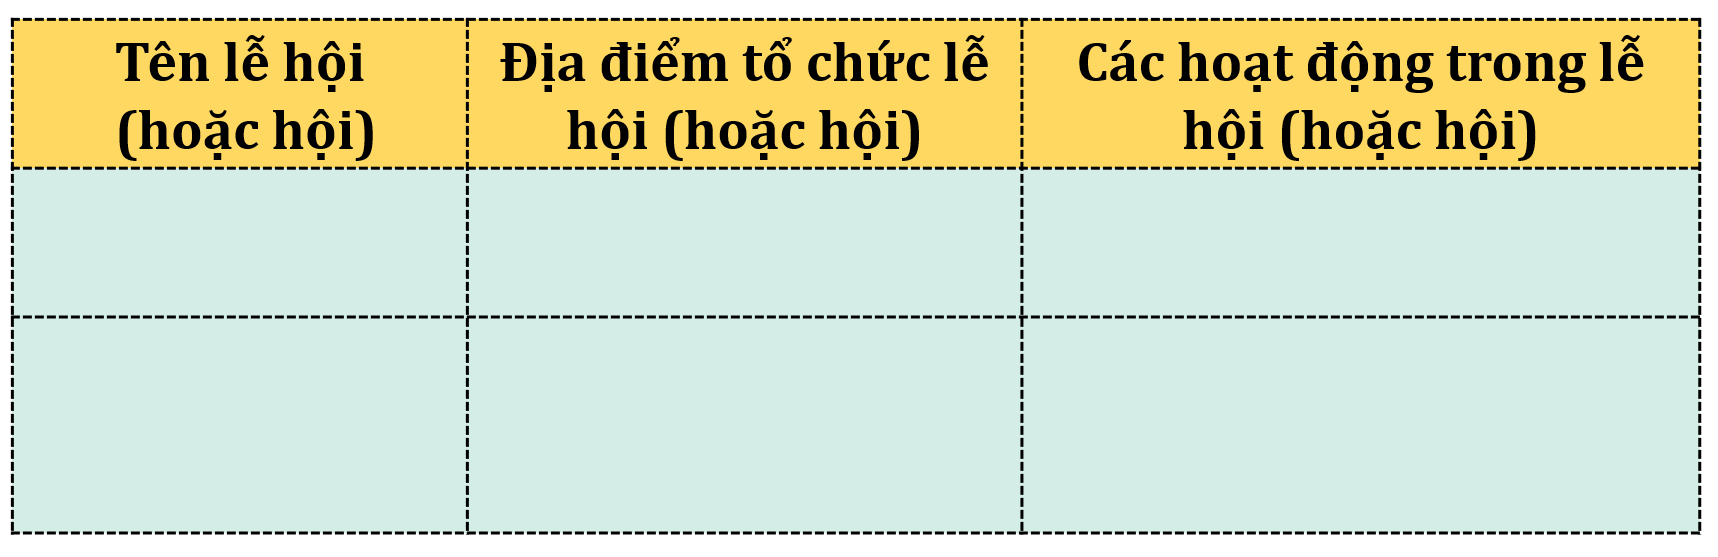 Tên lễ hội
(hoặc hội)
Địa điểm tổ chức lễ
hội (hoặc hội)
Các hoạt động trong lễ
hội (hoặc hội)